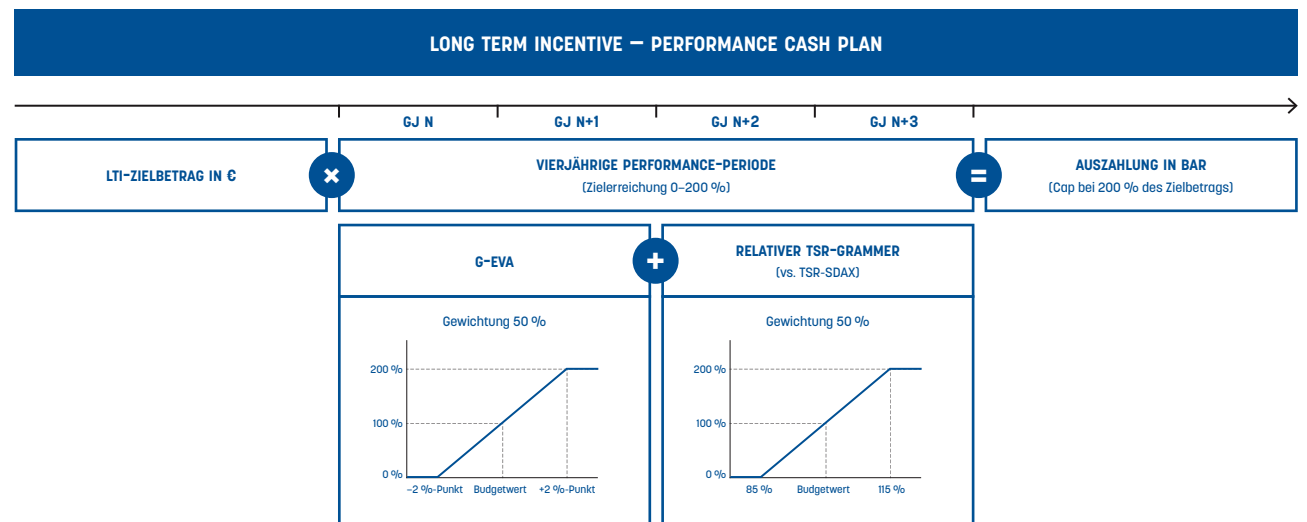 LONG TERM INCENTIVE — PERFORMANCE CASH PLAN
GJ N
GJ N+1
GJ N+2
GJ N+3
LTI-ZIELBETRAG IN €
×
VIERJÄHRIGE PERFORMANCE-PERIODE
(Zielerreichung 0–200 %)
=
AUSZAHLUNG IN BAR
(Cap bei 200 % des Zielbetrags)
G-EVA
+
RELATIVER TSR-GRAMMER
(vs. TSR-SDAX)
Gewichtung 50 %
200 %
100 %
0 %
−2 %-Punkt
Budgetwert
+2 %-Punkt
Gewichtung 50 %
200 %
100 %
0 %
85 %
Budgetwert
115 %